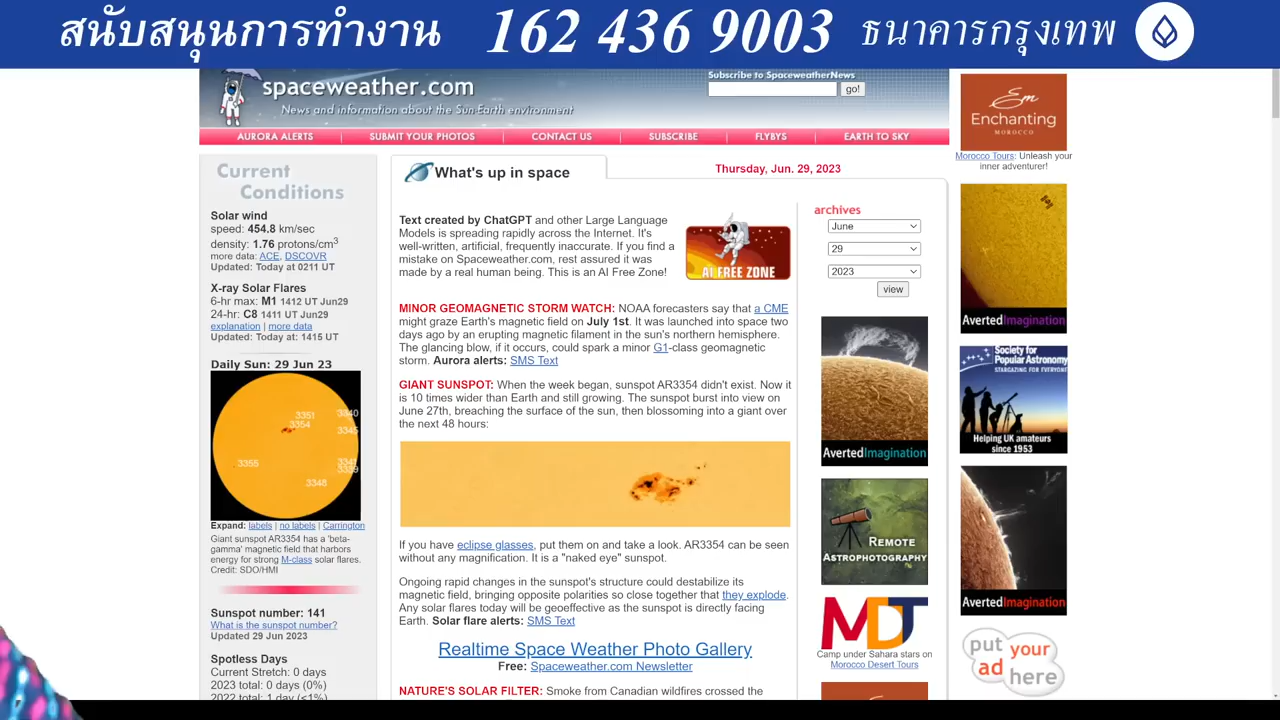 สนับสนุนการทำงาน 162 436 9003 ธนาคารกรุงเทพ
spaceweather.com
News and information about the Sun Earth environment
Subscribe to SpaceweatherNews
go!
AURORA ALERTS
SUBMIT YOUR PHOTOS
CONTACT US
SUBSCRIBE
FLYBYS
EARTH TO SKY
Current
Conditions
Solar wind
speed: 454.8 km/sec
density: 1.76 protons/cm3
more data: ACE, DSCOVR
Updated: Today at 0211 UT
X-ray Solar Flares
6-hr max: M1 1412 UT Jun29
24-hr: C8 1411 UT Jun29
explanation | more data
Updated: Today at: 1415 UT
Daily Sun: 29 Jun 23
3351
3340
3354
3345
3355
3341
3348
Expand: labels | no labels | Carrington
Giant sunspot AR3354 has a 'beta-
gamma' magnetic field that harbors
energy for strong M-class solar flares.
Credit: SDO/HMI
Sunspot number: 141
What is the sunspot number?
Updated 29 Jun 2023
Spotless Days
Current Stretch: 0 days
2023 total: 0 days (0%)
2022 total: 1 day (<1%)
What's up in space
Thursday, Jun. 29, 2023
Text created by ChatGPT and other Large Language
Models is spreading rapidly across the Internet. It's
well-written, artificial, frequently inaccurate. If you find a
mistake on Spaceweather.com, rest assured it was
made by a real human being. This is an AI Free Zone!
AI FREE ZONE
MINOR GEOMAGNETIC STORM WATCH: NOAA forecasters say that a CME
might graze Earth's magnetic field on July 1st. It was launched into space two
days ago by an erupting magnetic filament in the sun's northern hemisphere.
The glancing blow, if it occurs, could spark a minor G1-class geomagnetic
storm. Aurora alerts: SMS Text
GIANT SUNSPOT: When the week began, sunspot AR3354 didn't exist. Now it
is 10 times wider than Earth and still growing. The sunspot burst into view on
June 27th, breaching the surface of the sun, then blossoming into a giant over
the next 48 hours:
If you have eclipse glasses, put them on and take a look. AR3354 can be seen
without any magnification. It is a "naked eye" sunspot.
Ongoing rapid changes in the sunspot's structure could destabilize its
magnetic field, bringing opposite polarities so close together that they explode.
Any solar flares today will be geoeffective as the sunspot is directly facing
Earth. Solar flare alerts: SMS Text
Realtime Space Weather Photo Gallery
Free: Spaceweather.com Newsletter
NATURE'S SOLAR FILTER: Smoke from Canadian wildfires crossed the
archives
June
29
2023
view
AvertedImagination
REMOTE
ASTROPHOTOGRAPHY
MDT
Camp under Sahara stars on
Morocco Desert Tours
Em
Enchanting
MOROCCO
Morocco Tours: Unleash your
inner adventurer!
AvertedImagination
Society for
Popular Astronomy
STARGAZING FOR EVERYONE
Helping UK amateurs
since 1953
AvertedImagination
put your
ad here